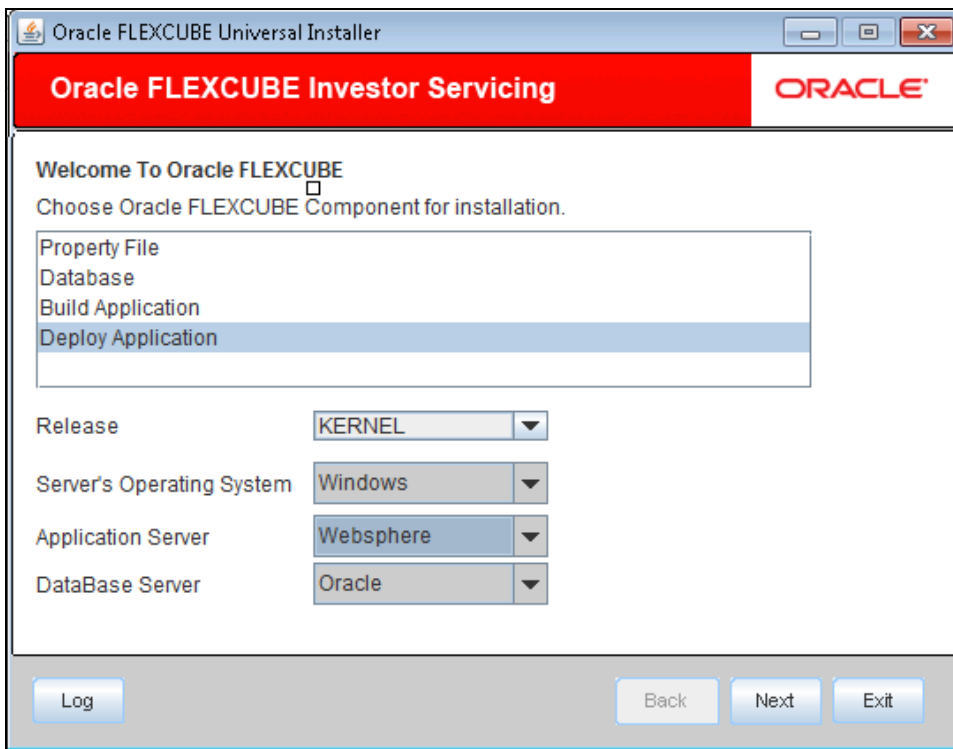 Oracle FLEXCUBE Universal Installer
Oracle FLEXCUBE Investor Servicing
ORACLE
Welcome To Oracle FLEXCUBE
Choose Oracle FLEXCUBE Component for installation.
Property File
Database
Build Application
Deploy Application
Release KERNEL
Server's Operating System Windows
Application Server Websphere
DataBase Server Oracle
Log Back Next Exit